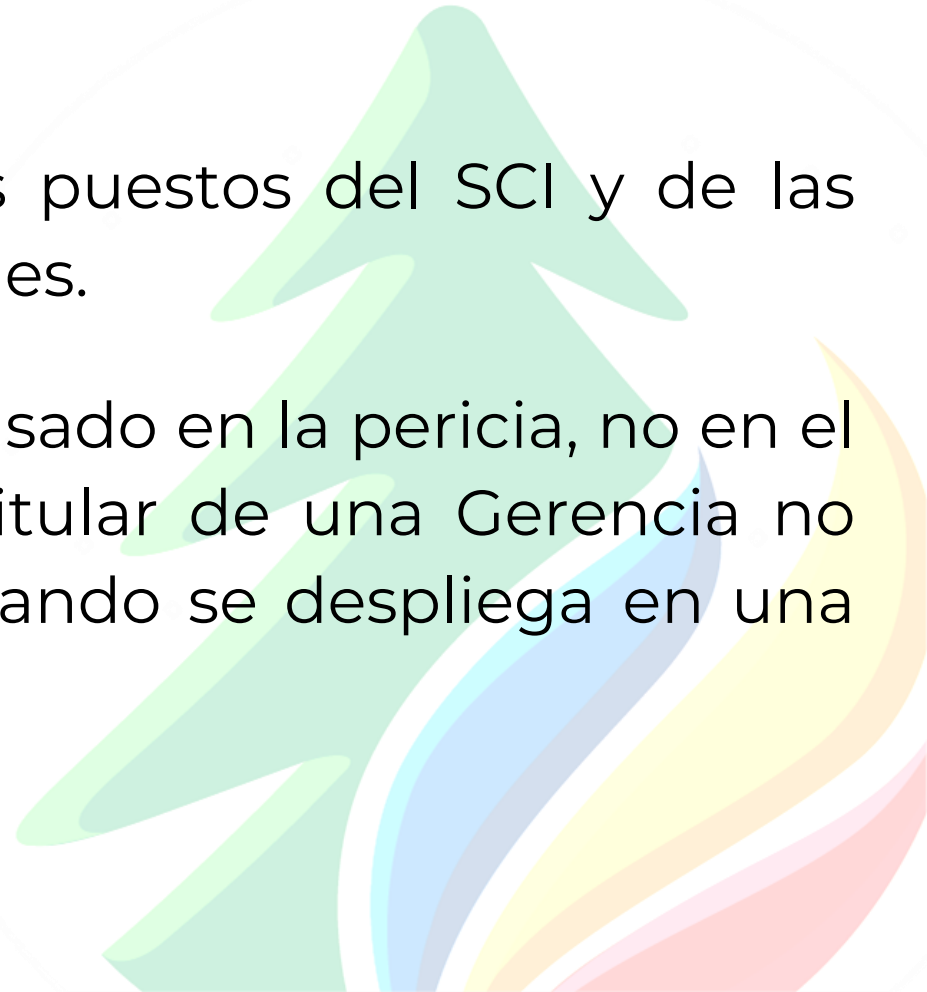 s puestos del SCI y de las
es.
sado en la pericia, no en el
itular de una Gerencia no
ando se despliega en una